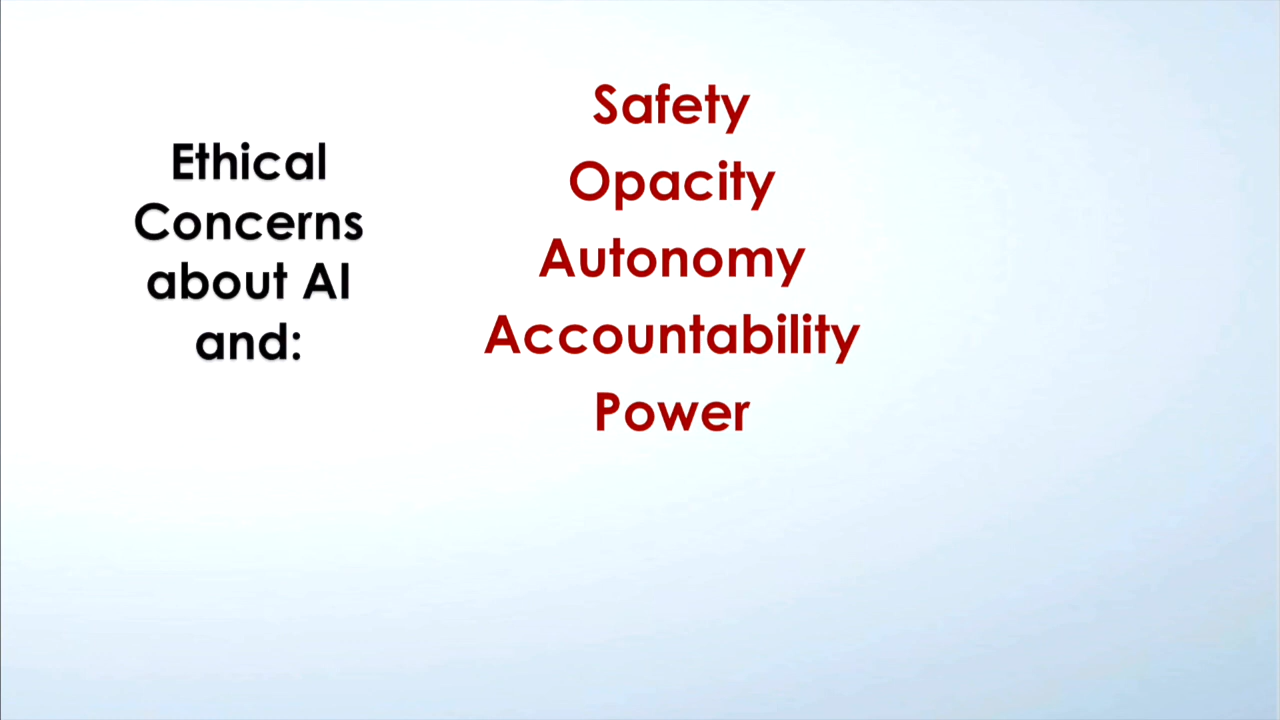 Ethical
Concerns
about AI
and:
Safety
Opacity
Autonomy
Accountability
Power